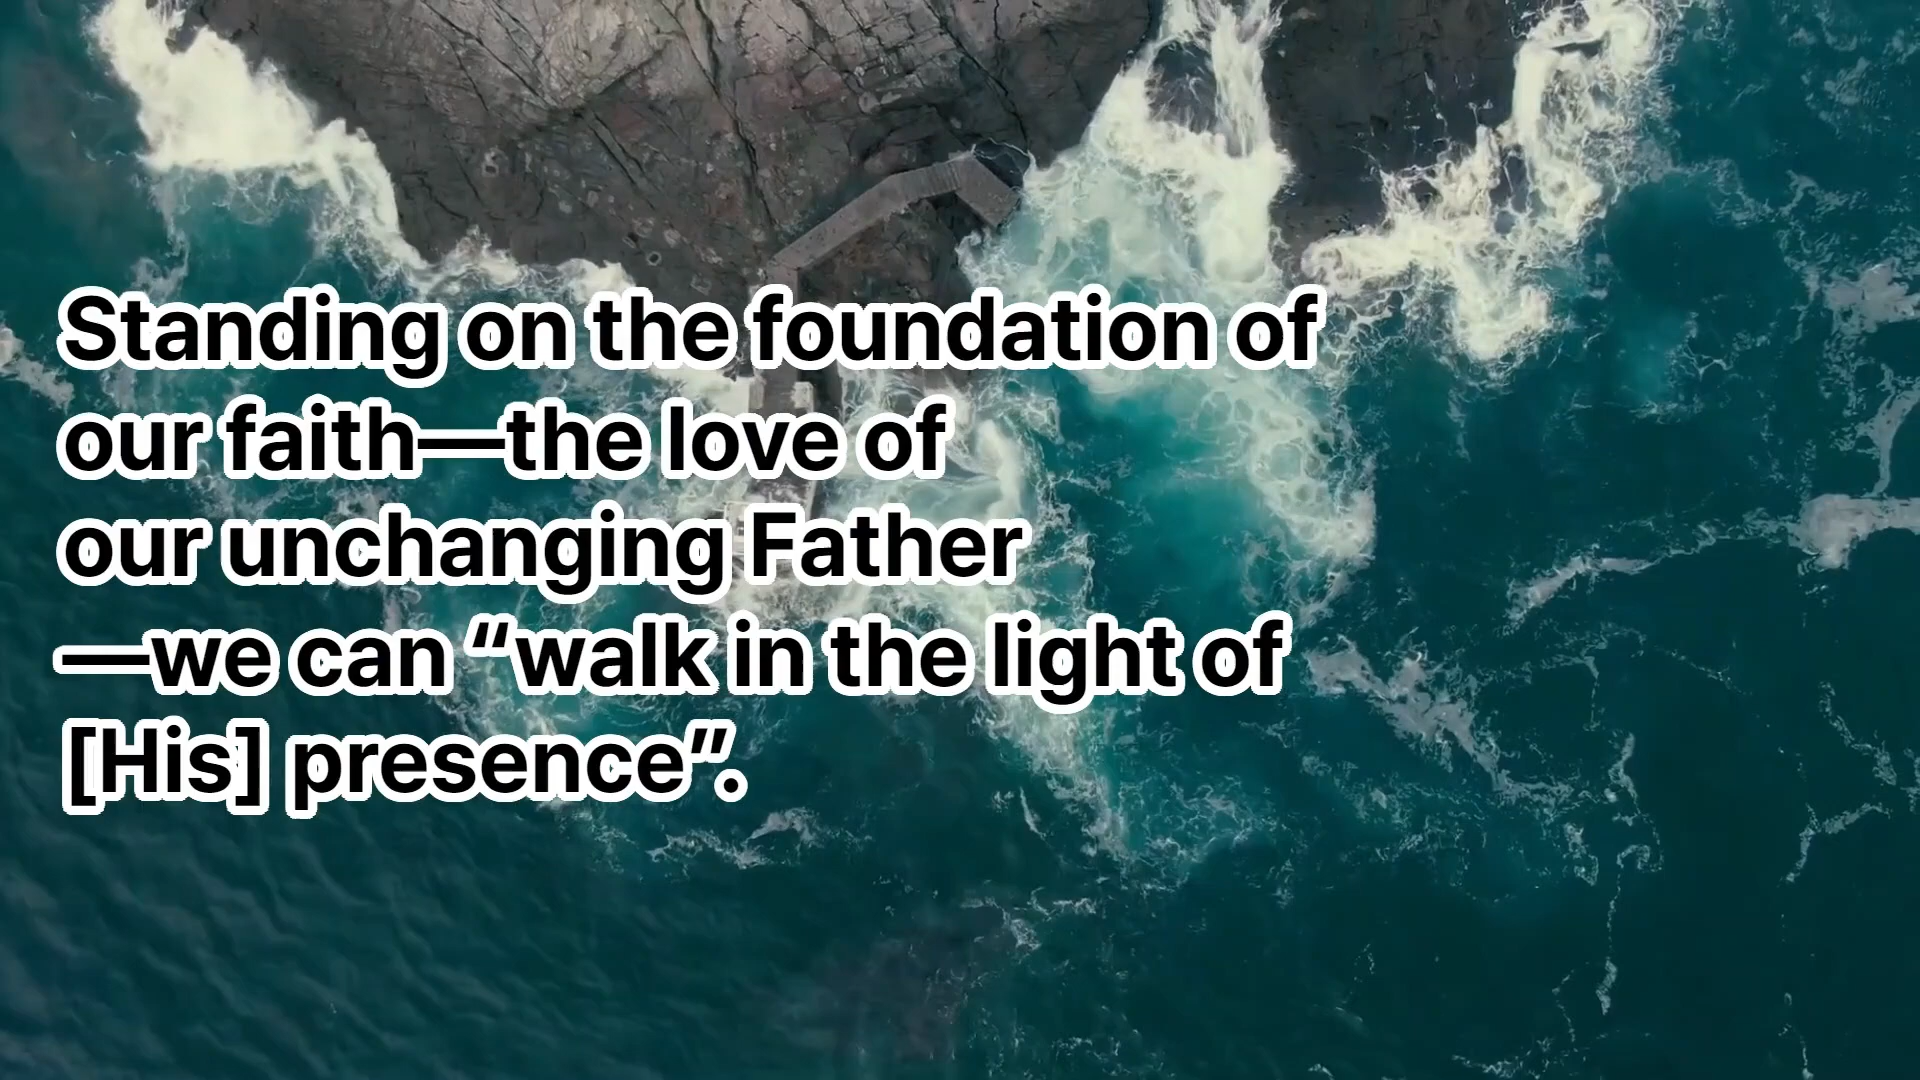 Standing on the foundation of
our faith—the love of
our unchanging Father
—we can “walk in the light of
[His] presence”.